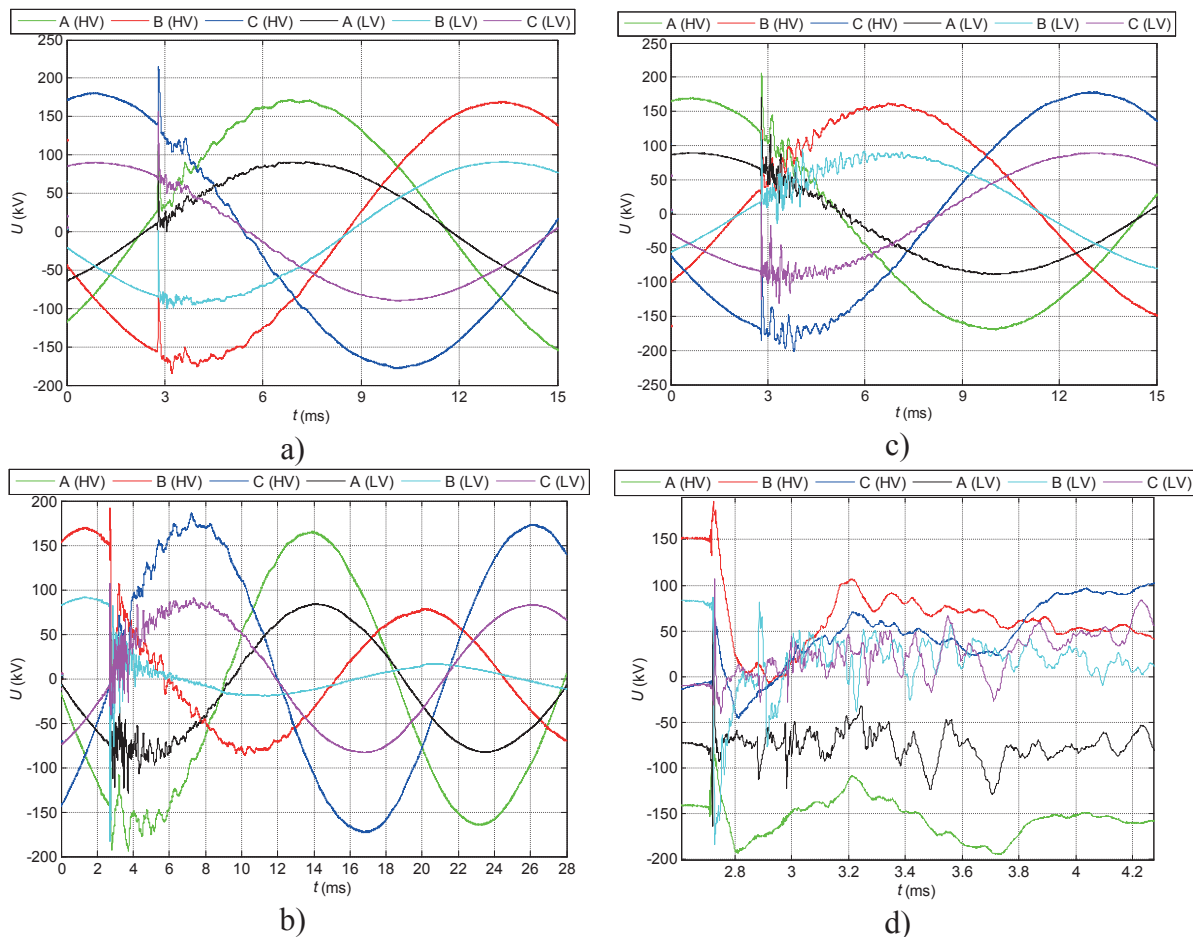 a)
A (HV) B (HV) C (HV) A (LV) B (LV) C (LV)
250
200
150
100
50
0
-50
-100
-150
-200
U (kV)
0 3 6 9 12 15
t (ms)
a)
c)
A (HV) B (HV) C (HV) A (LV) B (LV) C (LV)
250
200
150
100
50
0
-50
-100
-150
-200
-250
U (kV)
0 3 6 9 12 15
t (ms)
c)
b)
A (HV) B (HV) C (HV) A (LV) B (LV) C (LV)
200
150
100
50
0
-50
-100
-150
-200
U (kV)
0 2 4 6 8 10 12 14 16 18 20 22 24 26 28
t (ms)
b)
d)
A (HV) B (HV) C (HV) A (LV) B (LV) C (LV)
150
100
50
0
-50
-100
-150
-200
U (kV)
2.8 3 3.2 3.4 3.6 3.8 4 4.2
t (ms)
d)